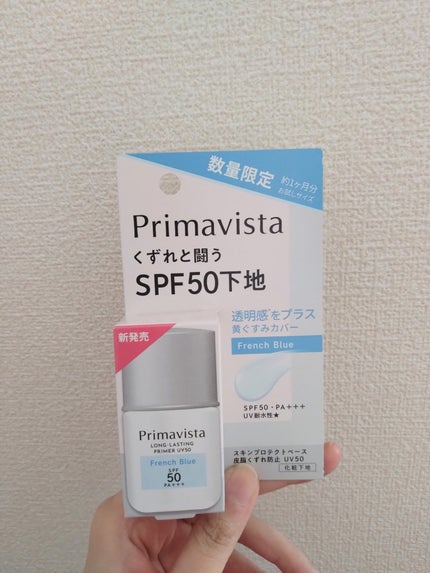 数量限定
約1ヶ月分
お試しサイズ
Primavista
くずれと闘う
SPF50下地
透明感*をプラス
黄ぐすみカバー
French Blue
SPF50・PA+++
UV耐水性★
スキンプロテクトベース
皮脂くずれ防止 UV50
化粧下地
新発売
Primavista
LONG-LASTING
PRIMER UV50
French Blue
SPF
50
PA+++